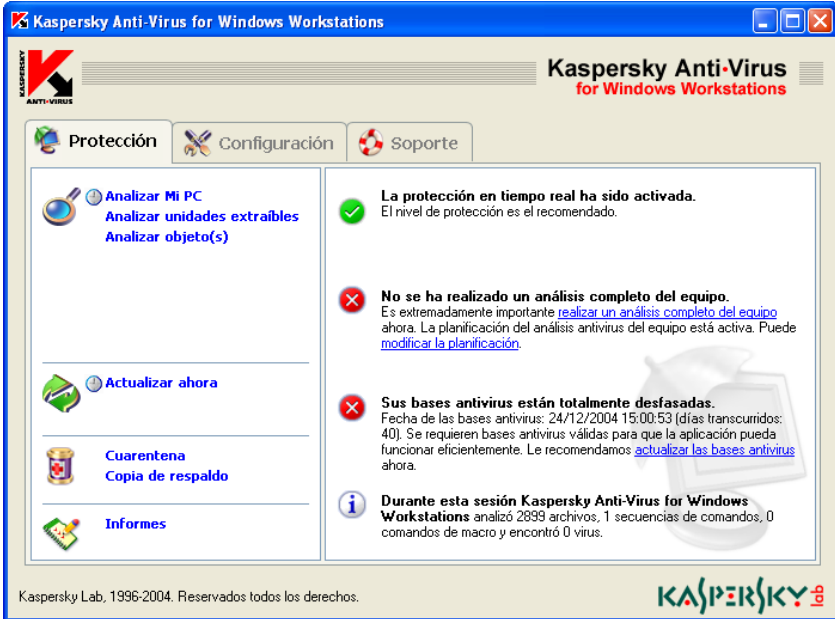 Kaspersky Anti-Virus for Windows Workstations
KASPERSKY
ANTI-VIRUS
Kaspersky Anti·Virus
for Windows Workstations
Protección
Configuración
Soporte
Analizar Mi PC
Analizar unidades extraíbles
Analizar objeto(s)
Actualizar ahora
Cuarentena
Copia de respaldo
Informes
La protección en tiempo real ha sido activada.
El nivel de protección es el recomendado.
No se ha realizado un análisis completo del equipo.
Es extremadamente importante realizar un análisis completo del equipo
ahora. La planificación del análisis antivirus del equipo está activa. Puede
modificar la planificación.
Sus bases antivirus están totalmente desfasadas.
Fecha de las bases antivirus: 24/12/2004 15:00:53 (días transcurridos:
40). Se requieren bases antivirus válidas para que la aplicación pueda
funcionar eficientemente. Le recomendamos actualizar las bases antivirus
ahora.
Durante esta sesión Kaspersky Anti-Virus for Windows
Workstations analizó 2899 archivos, 1 secuencias de comandos, 0
comandos de macro y encontró 0 virus.
Kaspersky Lab, 1996-2004. Reservados todos los derechos.
KASPERSKY lab